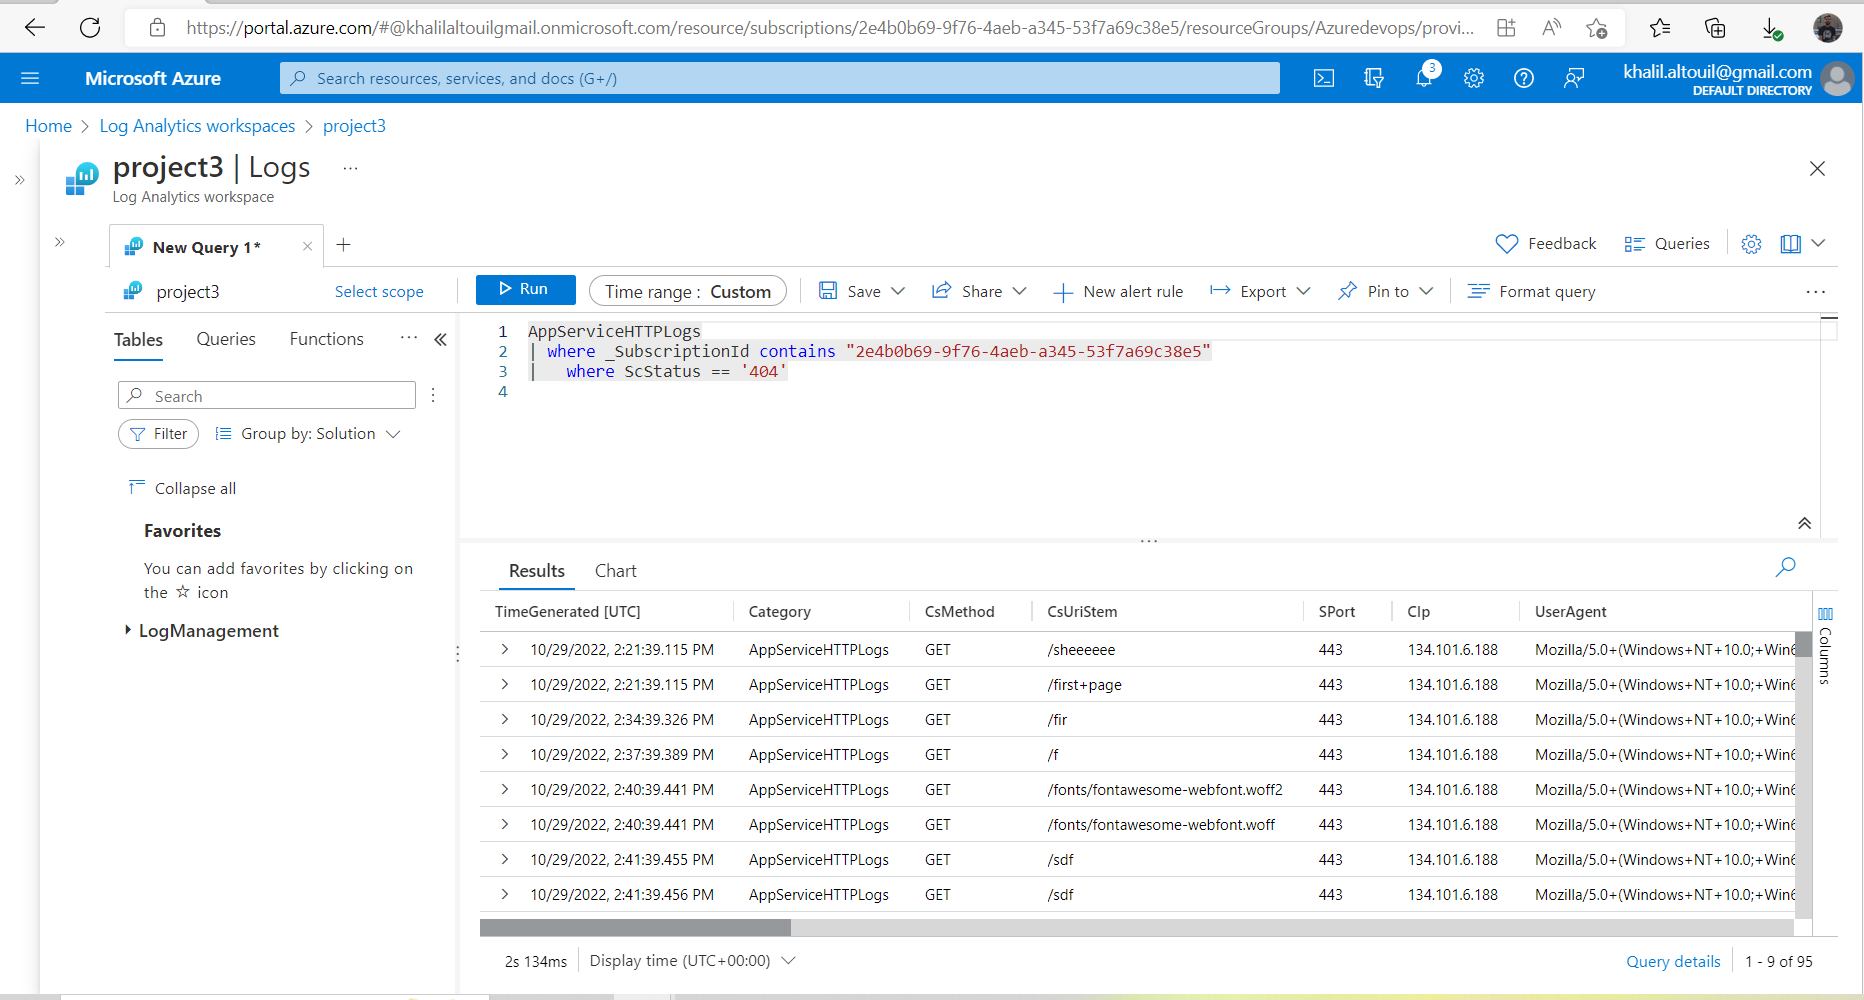 https://portal.azure.com/#@khalilaltouilgmail.onmicrosoft.com/resource/subscriptions/2e4b0b69-9f76-4aeb-a345-53f7a69c38e5/resourceGroups/Azuredevops/provi...
Microsoft Azure
Search resources, services, and docs (G+/)
3
khalil.altouil@gmail.com
DEFAULT DIRECTORY
Home > Log Analytics workspaces > project3
project3 | Logs ...
Log Analytics workspace
New Query 1*
Feedback Queries
project3 Select scope Run Time range : Custom Save Share New alert rule Export Pin to Format query ...
Tables Queries Functions ...
1 AppServiceHTTPLogs
2 | where _SubscriptionId contains "2e4b0b69-9f76-4aeb-a345-53f7a69c38e5"
3 | where ScStatus == '404'
4
Search
Filter Group by: Solution
Collapse all
Favorites
You can add favorites by clicking on
the ☆ icon
LogManagement
Results Chart
TimeGenerated [UTC] Category CsMethod CsUriStem SPort CIp UserAgent
10/29/2022, 2:21:39.115 PM AppServiceHTTPLogs GET /sheeeeee 443 134.101.6.188 Mozilla/5.0+(Windows+NT+10.0;+Win6
10/29/2022, 2:21:39.115 PM AppServiceHTTPLogs GET /first+page 443 134.101.6.188 Mozilla/5.0+(Windows+NT+10.0;+Win6
10/29/2022, 2:34:39.326 PM AppServiceHTTPLogs GET /fir 443 134.101.6.188 Mozilla/5.0+(Windows+NT+10.0;+Win6
10/29/2022, 2:37:39.389 PM AppServiceHTTPLogs GET /f 443 134.101.6.188 Mozilla/5.0+(Windows+NT+10.0;+Win6
10/29/2022, 2:40:39.441 PM AppServiceHTTPLogs GET /fonts/fontawesome-webfont.woff2 443 134.101.6.188 Mozilla/5.0+(Windows+NT+10.0;+Win6
10/29/2022, 2:40:39.441 PM AppServiceHTTPLogs GET /fonts/fontawesome-webfont.woff 443 134.101.6.188 Mozilla/5.0+(Windows+NT+10.0;+Win6
10/29/2022, 2:41:39.455 PM AppServiceHTTPLogs GET /sdf 443 134.101.6.188 Mozilla/5.0+(Windows+NT+10.0;+Win6
10/29/2022, 2:41:39.456 PM AppServiceHTTPLogs GET /sdf 443 134.101.6.188 Mozilla/5.0+(Windows+NT+10.0;+Win6
Columns
2s 134ms Display time (UTC+00:00) Query details 1 - 9 of 95